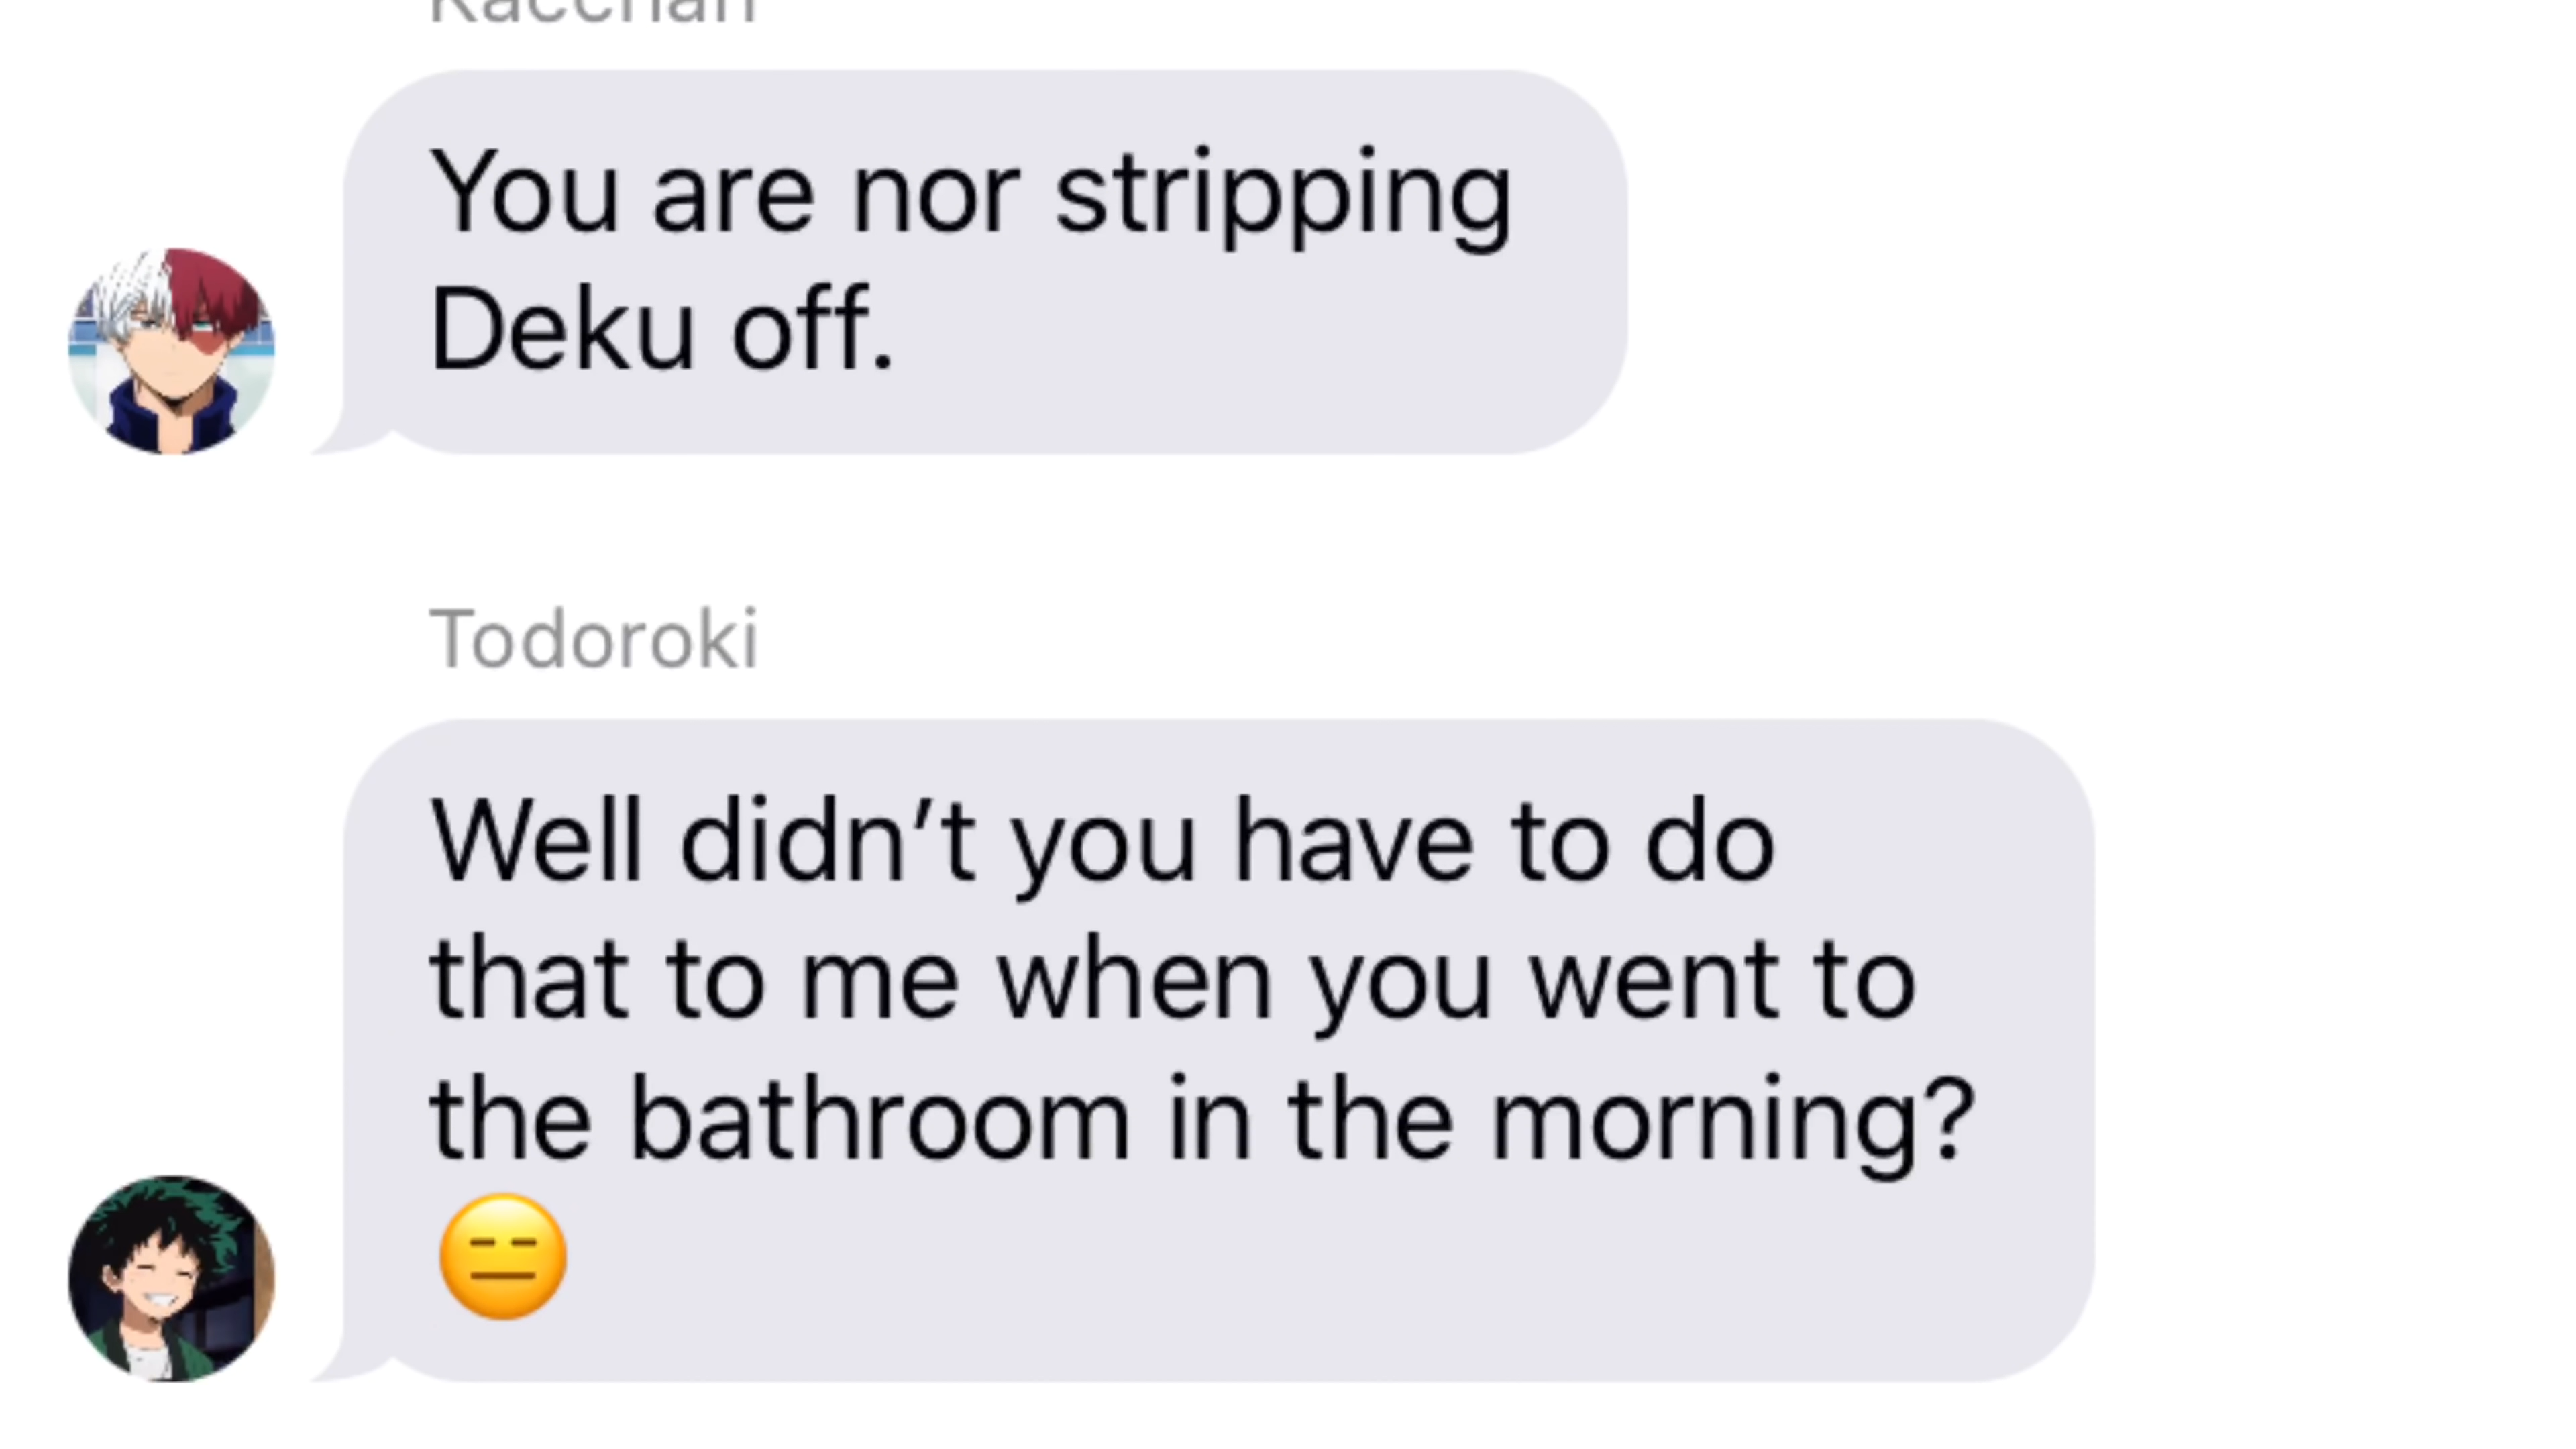 Kacchan
You are nor stripping
Deku off.
Todoroki
Well didn’t you have to do
that to me when you went to
the bathroom in the morning?
😑